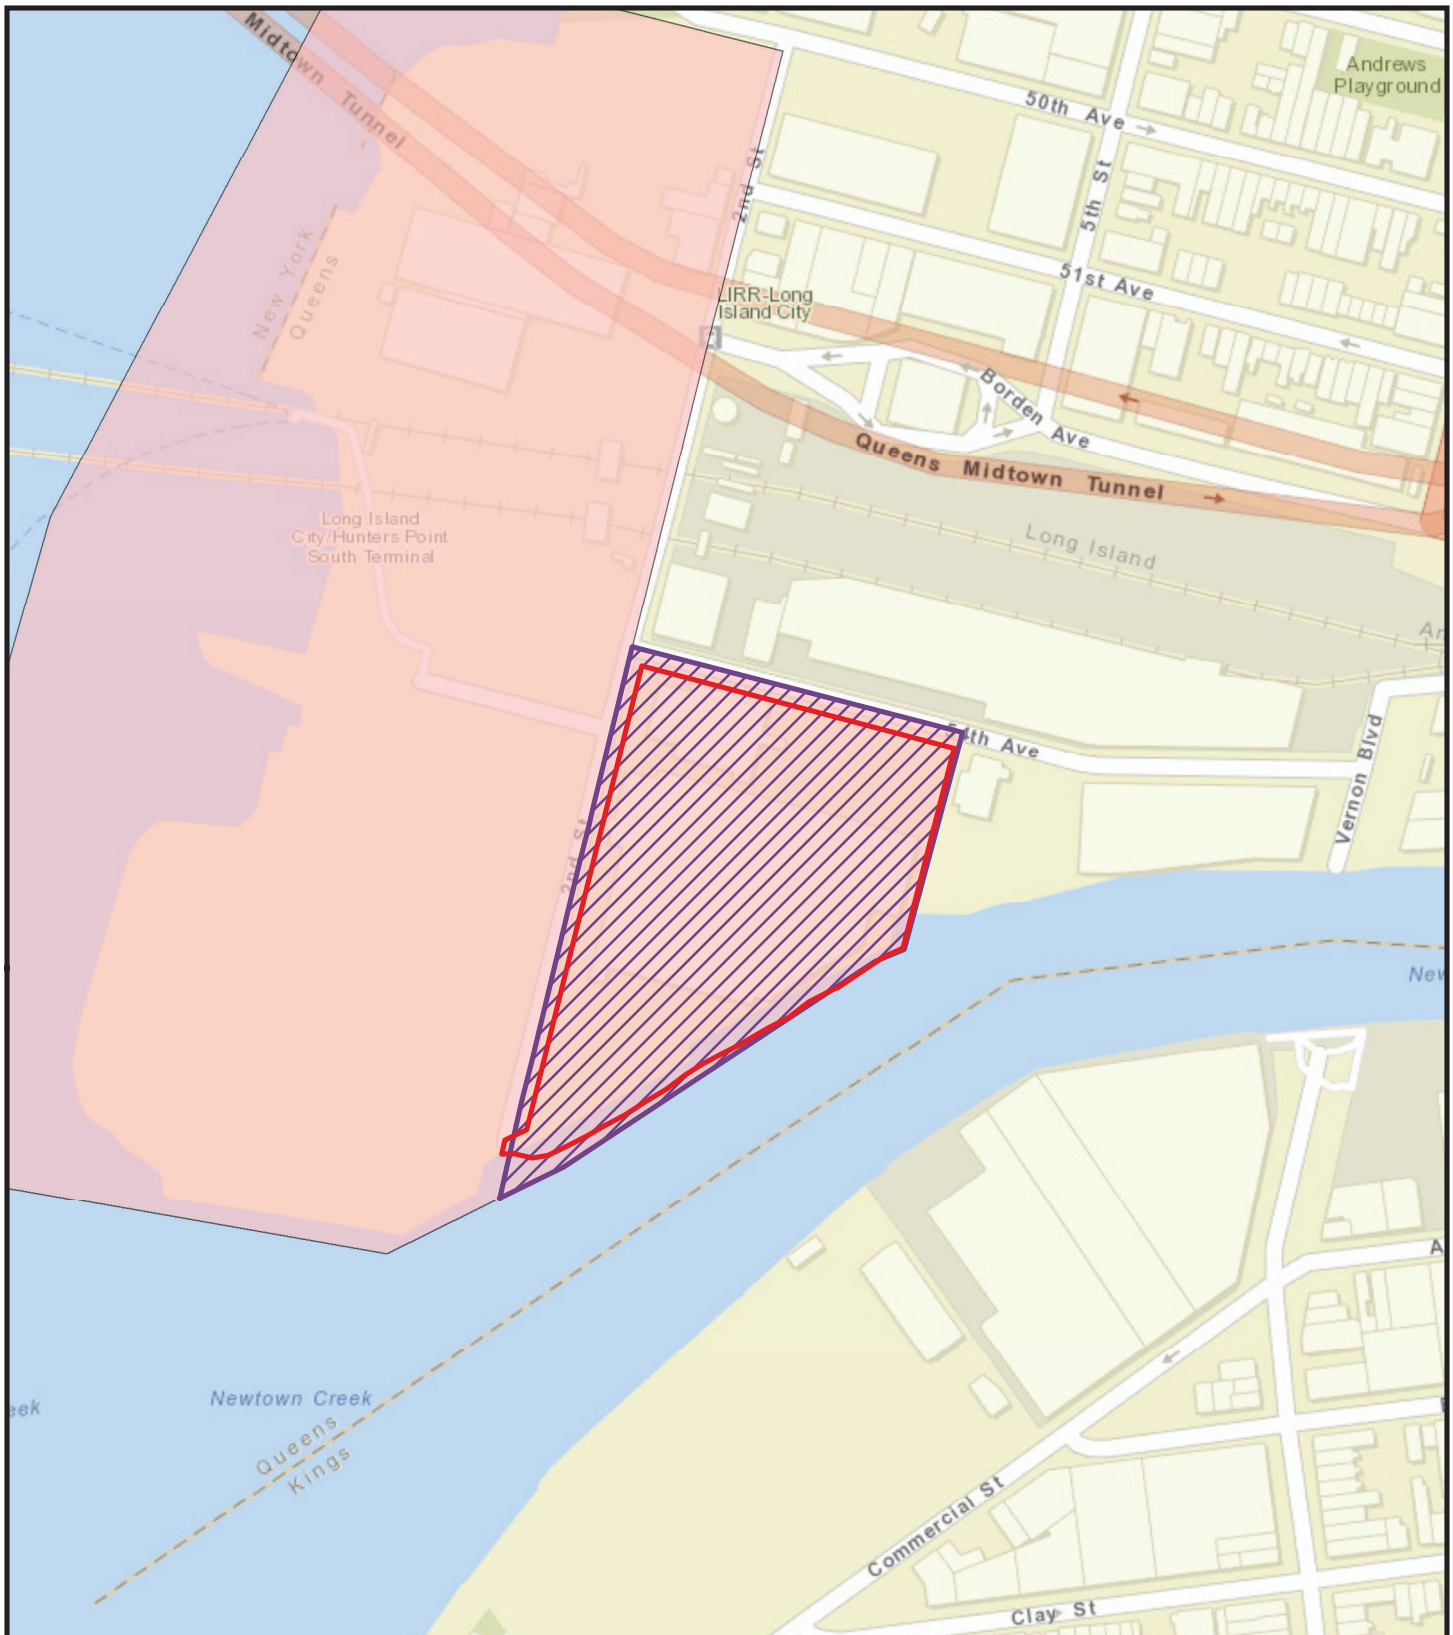 Midtown Tunnel
Andrews
Playground
50th Ave
2nd St
5th St
New York
Queens
51st Ave
LIRR-Long
Island City
Borden Ave
Queens Midtown Tunnel
Long Island
City/Hunters Point
South Terminal
Long Island
54th Ave
Vernon Blvd
2nd St
Newtown Creek
Queens
Kings
Commercial St
Clay St